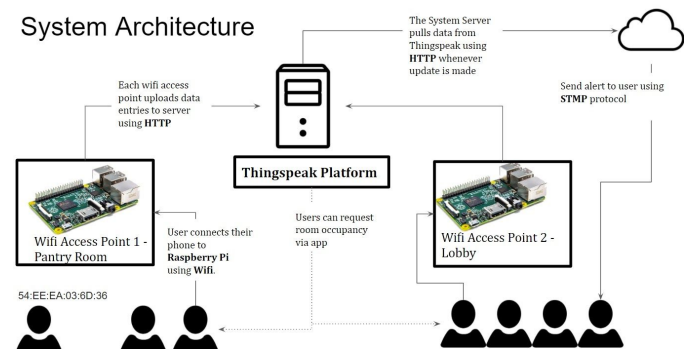 System Architecture
The System Server
pulls data from
Thingspeak using
HTTP whenever
update is made
Each wifi access
point uploads data
entries to server
using HTTP
Send alert to user using
STMP protocol
Thingspeak Platform
Wifi Access Point 1 -
Pantry Room
User connects their
phone to
Raspberry Pi
using Wifi.
Users can request
room occupancy
via app
Wifi Access Point 2 -
Lobby
54:EE:EA:03:6D:36